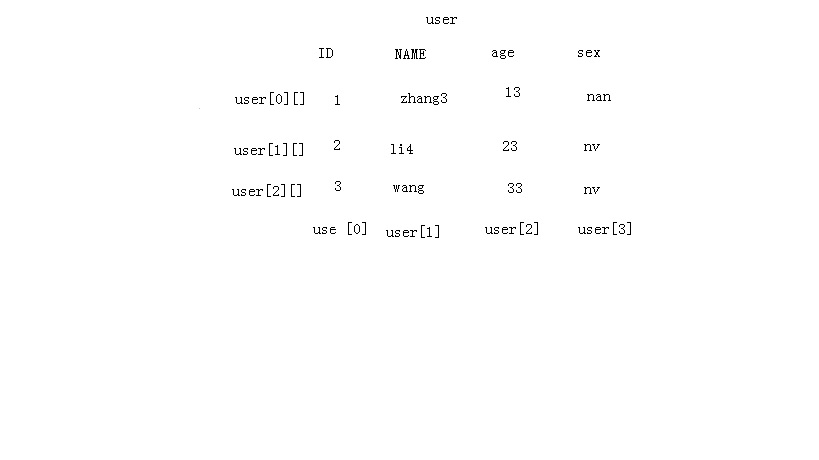 user
ID NAME age sex
user[0][] 1 zhang3 13 nan
user[1][] 2 li4 23 nv
user[2][] 3 wang 33 nv
use [0] user[1] user[2] user[3]